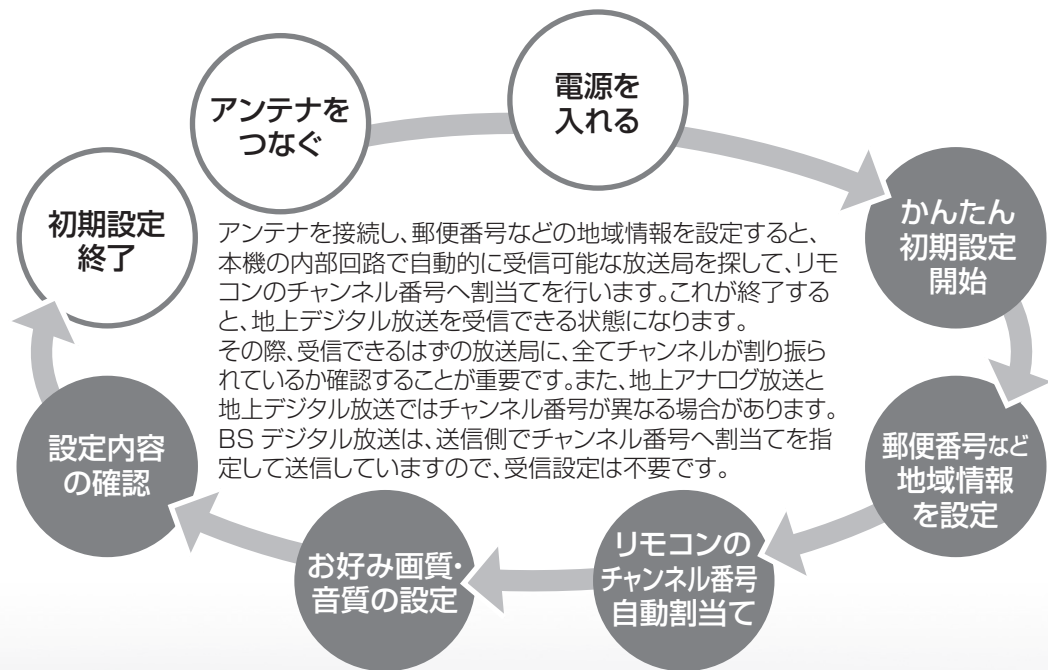 アンテナを
つなぐ
電源を
入れる
かんたん
初期設定
開始
郵便番号など
地域情報
を設定
リモコンの
チャンネル番号
自動割当て
お好み画質・
音質の設定
設定内容
の確認
初期設定
終了
アンテナを接続し、郵便番号などの地域情報を設定すると、
本機の内部回路で自動的に受信可能な放送局を探して、リモ
コンのチャンネル番号へ割当てを行います。これが終了する
と、地上デジタル放送を受信できる状態になります。
その際、受信できるはずの放送局に、全てチャンネルが割り振ら
れているか確認することが重要です。また、地上アナログ放送と
地上デジタル放送ではチャンネル番号が異なる場合があります。
BS デジタル放送は、送信側でチャンネル番号へ割当てを指
定して送信していますので、受信設定は不要です。